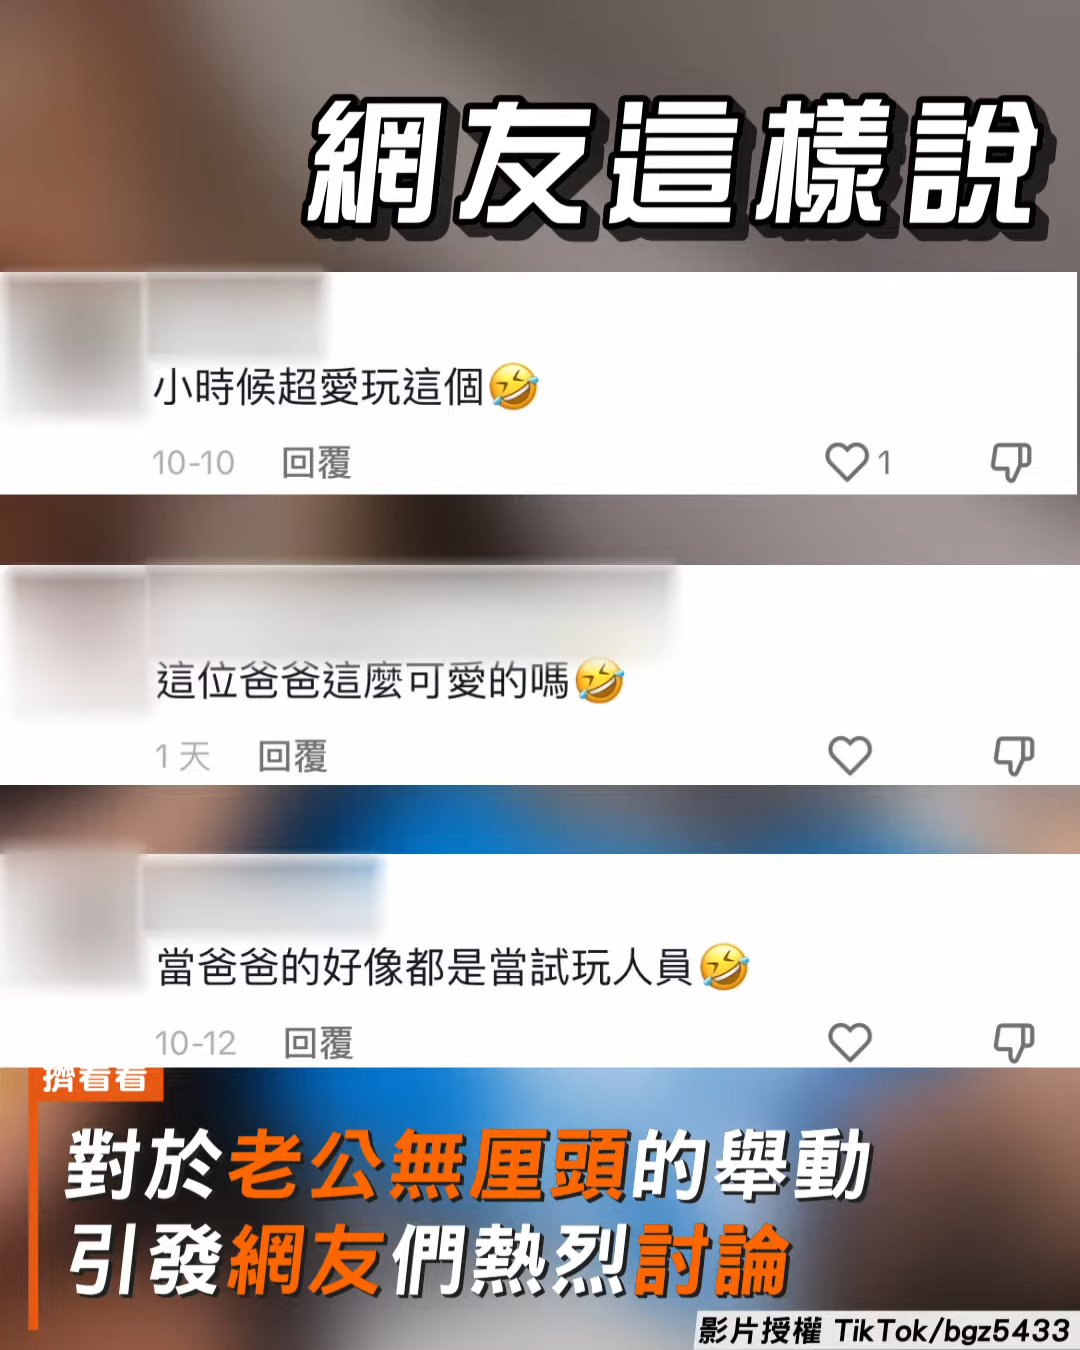 網友這樣說
小時候超愛玩這個🤣
10-10 回覆 1
這位爸爸這麼可愛的嗎🤣
1 天 回覆
當爸爸的好像都是當試玩人員🤣
10-12 回覆
擠看看
對於老公無厘頭的舉動
引發網友們熱烈討論
影片授權 TikTok/bgz5433